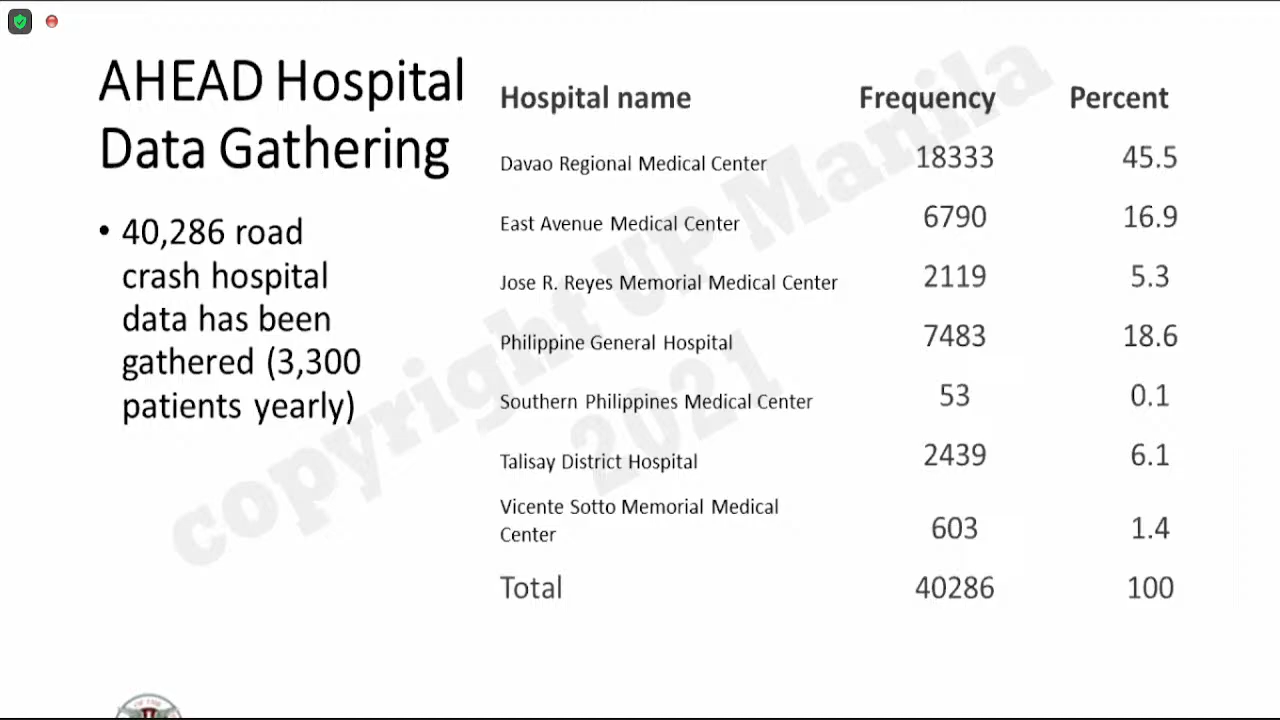 AHEAD Hospital
Data Gathering
• 40,286 road
crash hospital
data has been
gathered (3,300
patients yearly)
Hospital name Frequency Percent
Davao Regional Medical Center 18333 45.5
East Avenue Medical Center 6790 16.9
Jose R. Reyes Memorial Medical Center 2119 5.3
Philippine General Hospital 7483 18.6
Southern Philippines Medical Center 53 0.1
Talisay District Hospital 2439 6.1
Vicente Sotto Memorial Medical
Center 603 1.4
Total 40286 100
copyright UP Manila
2021